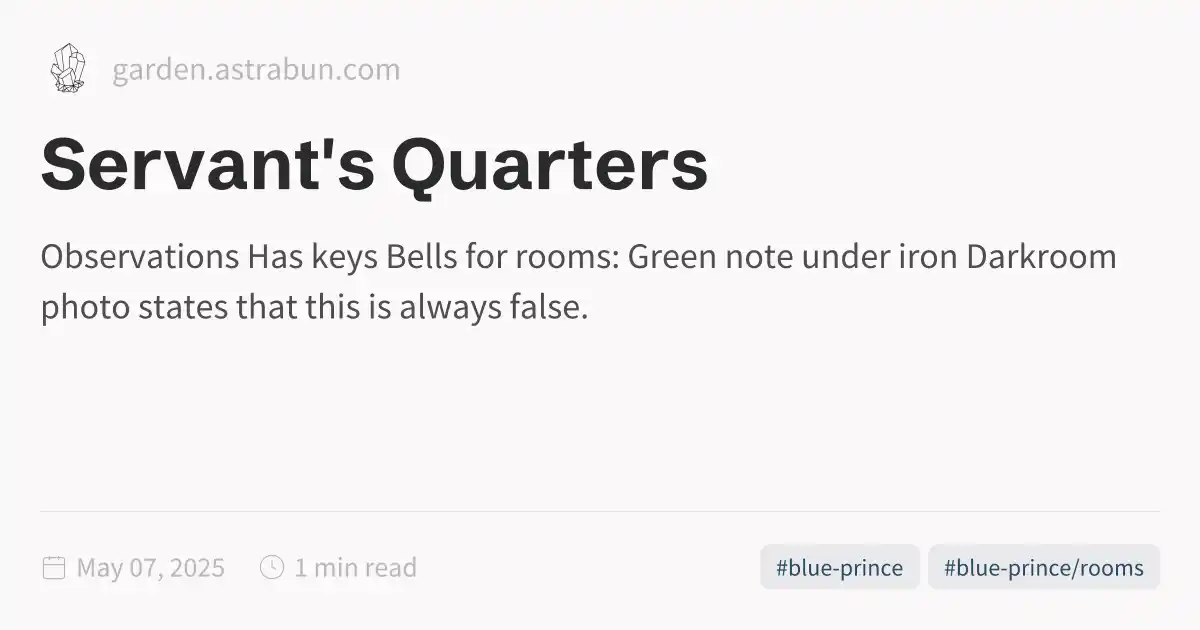 garden.astrabun.com
Servant's Quarters
Observations Has keys Bells for rooms: Green note under iron Darkroom
photo states that this is always false.
May 07, 2025
1 min read
#blue-prince
#blue-prince/rooms